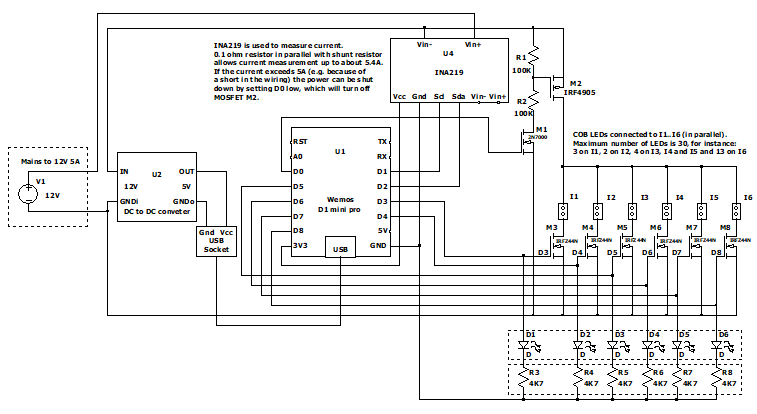 INA219 is used to measure current.
0.1 ohm resistor in parallel with shunt resistor
allows current measurement up to about 5.4A.
If the current exceeds 5A (e.g. because of
a short in the wiring) the power can be shut
down by setting D0 low, which will turn off
MOSFET M2.
Vin- Vin+
U4
INA219
Vcc Gnd Scl Sda Vin- Vin+
R1
100K
R2
100K
M2
IRF4905
M1
2N7000
COB LEDs connected to I1..I6 (in parallel).
Maximum number of LEDs is 30, for instance:
3 on I1, 2 on I2, 4 on I3, I4 and I5 and 13 on I6
Mains to 12V 5A
V1
12V
U2
IN OUT
12V 5V
GNDi GNDo
DC to DC conveter
Gnd Vcc
USB
Socket
U1
RST TX
A0 RX
D0 D1
D5 D2
D6 D3
D7 D4
D8 5V
3V3 GND
Wemos
D1 mini pro
USB
I1 I2 I3 I4 I5 I6
M3 M4 M5 M6 M7 M8
IRFZ44N IRFZ44N IRFZ44N IRFZ44N IRFZ44N IRFZ44N
D3 D4 D5 D6 D7 D8
D1 D2 D3 D4 D5 D6
D D D D D D
R3 R4 R5 R6 R7 R8
4K7 4K7 4K7 4K7 4K7 4K7